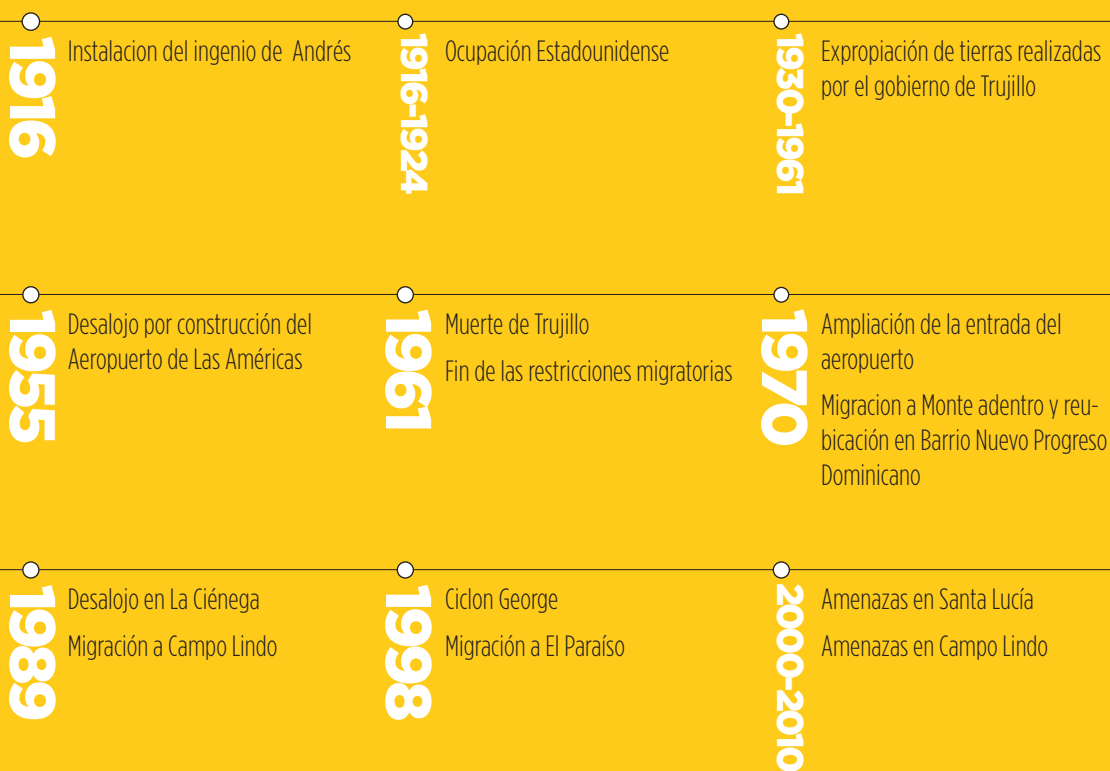 1916
Instalacion del ingenio de Andrés
1916-1924
Ocupación Estadounidense
1930-1961
Expropiación de tierras realizadas
por el gobierno de Trujillo
1955
Desalojo por construcción del
Aeropuerto de Las Américas
1961
Muerte de Trujillo
Fin de las restricciones migratorias
1970
Ampliación de la entrada del
aeropuerto
Migracion a Monte adentro y reu-
bicación en Barrio Nuevo Progreso
Dominicano
1989
Desalojo en La Ciénega
Migración a Campo Lindo
1998
Ciclon George
Migración a El Paraíso
2000-2010
Amenazas en Santa Lucía
Amenazas en Campo Lindo